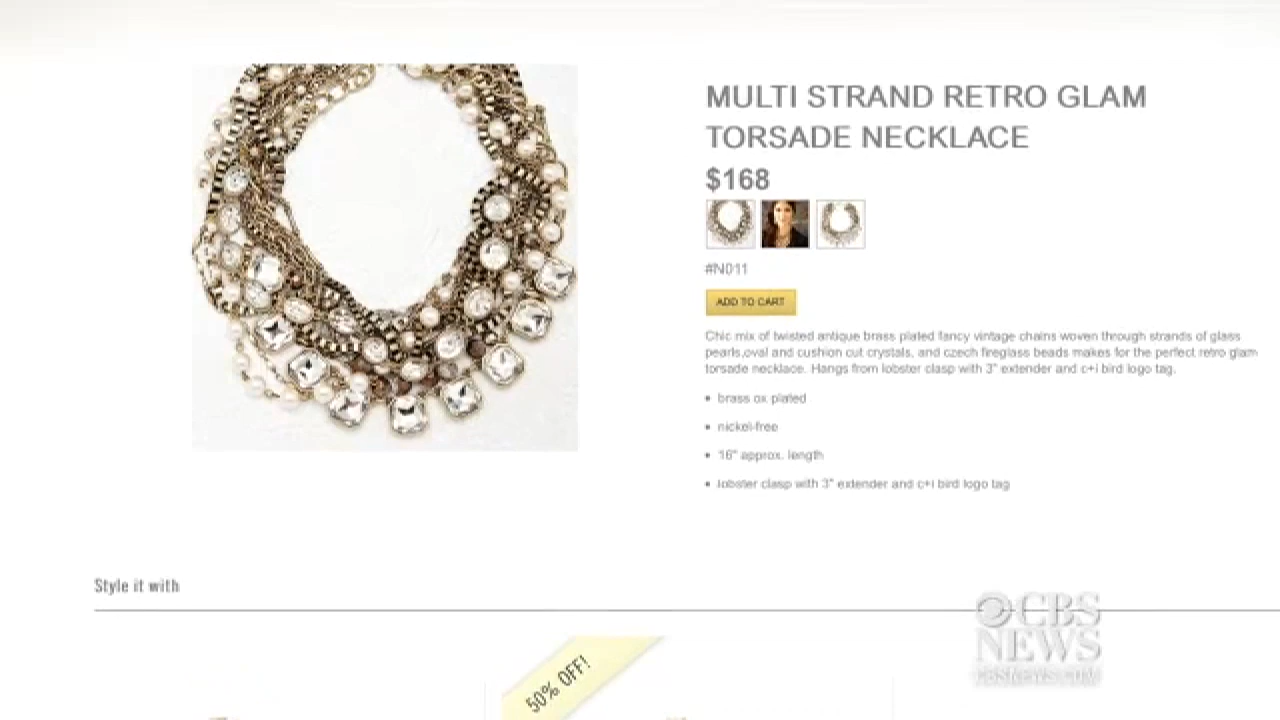 MULTI STRAND RETRO GLAM
TORSADE NECKLACE
$168
#N011
ADD TO CART
Chic mix of twisted antique brass plated fancy vintage chains woven through strands of glass
pearls,oval and cushion cut crystals, and czech fireglass beads makes for the perfect retro glam
torsade necklace. Hangs from lobster clasp with 3" extender and c+i bird logo tag.
• brass ox plated
• nickel-free
• 16" approx. length
• lobster clasp with 3" extender and c+i bird logo tag
Style it with
CBS
NEWS
CBSNEWS.COM
50% OFF!